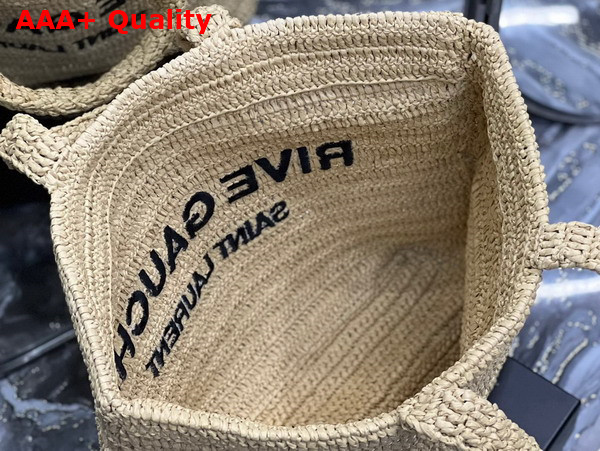 AAA+ Quality
RIVE GAUCH
SAINT LAURENT